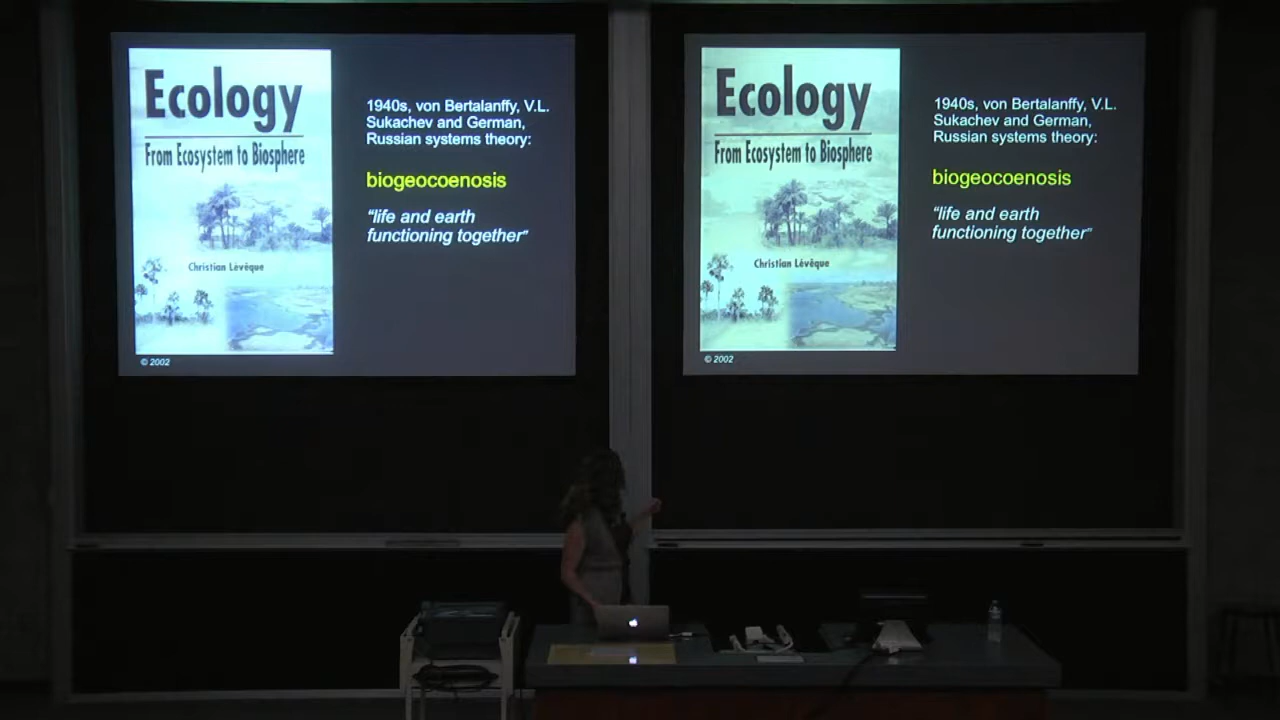 Ecology
From Ecosystem to Biosphere
Christian Lévêque
© 2002
1940s, von Bertalanffy, V.L.
Sukachev and German,
Russian systems theory:
biogeocoenosis
“life and earth
functioning together”
Ecology
From Ecosystem to Biosphere
Christian Lévêque
© 2002
1940s, von Bertalanffy, V.L.
Sukachev and German,
Russian systems theory:
biogeocoenosis
“life and earth
functioning together”